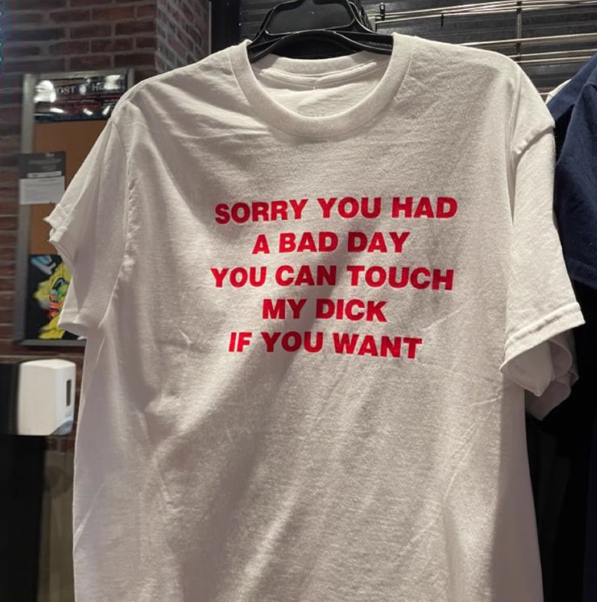 SORRY YOU HAD
A BAD DAY
YOU CAN TOUCH
MY DICK
IF YOU WANT